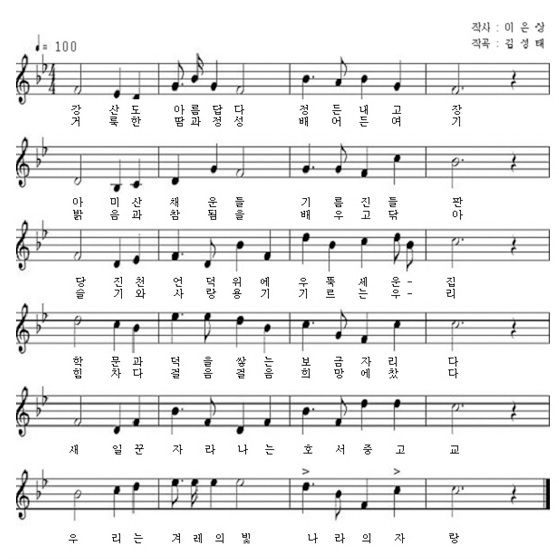 작사 : 이은상
작곡 : 김성태
= 100
강 산 도 아 름 답 다 정 든 내 고 장
거 룩 한 땀 과 정 성 배 어 든 여 기
아 미 산 채 운 들 기 름 진 들 판
밝 음 과 참 됨 을 배 우 고 닦 아
당 진 천 언 덕 위 에 우 뚝 세 운 - 집
슬 기 와 사 랑 용 기 기 르 는 우 - 리
학 문 과 덕 을 쌓 는 보 금 자 리 다
힘 차 다 걸 음 걸 음 희 망 에 찼 다
새 일 꾼 자 라 나 는 호 서 중 고 교
우 리 는 겨 레 의 빛 나 라 의 자 랑